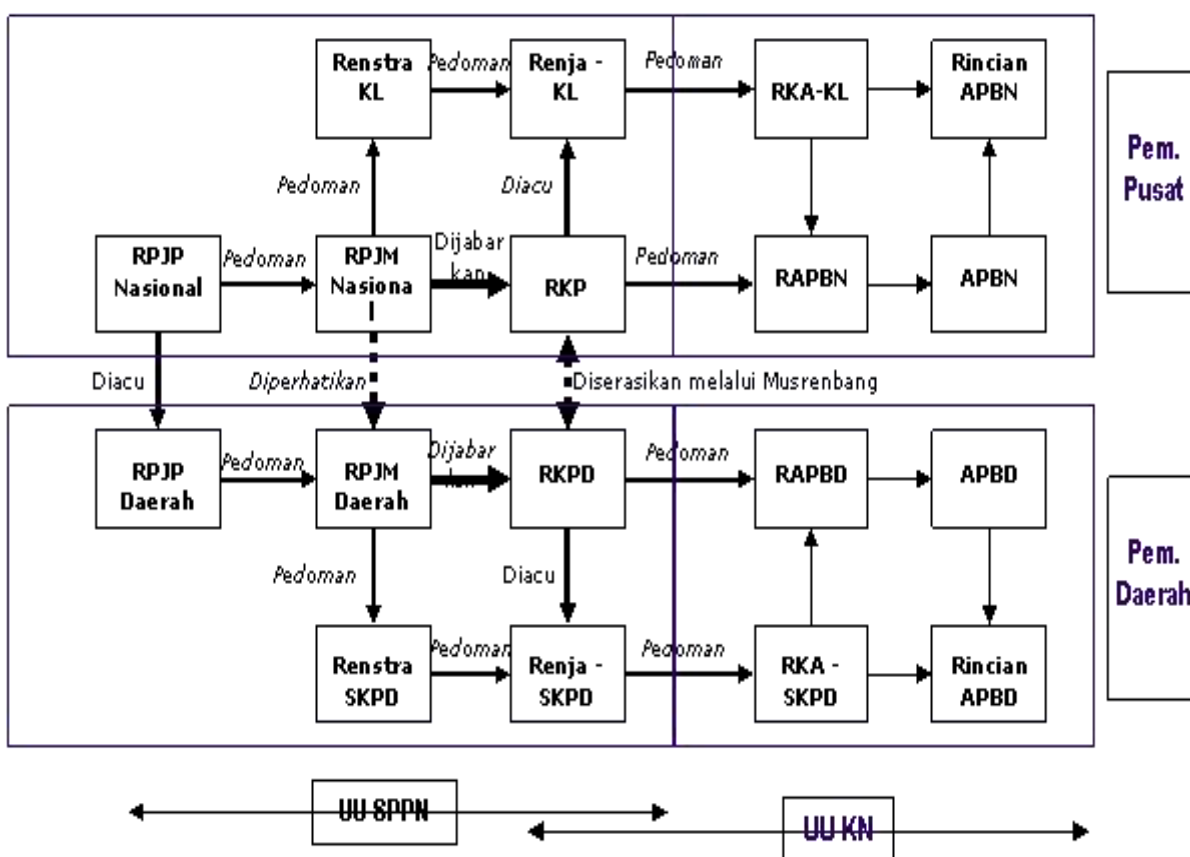 Renstra
KL
Pedoman
Renja -
KL
Pedoman
RKA-KL
Rincian
APBN
Pem.
Pusat
Pedoman
Diacu
RPJP
Nasional
Pedoman
RPJM
Nasiona
Dijabar
kan
RKP
Pedoman
RAPBN
APBN
Diacu
Diperhatikan
Diserasikan melalui Musrenbang
RPJP
Daerah
Pedoman
RPJM
Daerah
Dijabar
kan
RKPD
Pedoman
RAPBD
APBD
Pem.
Daerah
Pedoman
Diacu
Renstra
SKPD
Pedoman
Renja -
SKPD
Pedoman
RKA -
SKPD
Rincian
APBD
UU SPPN
UU KN